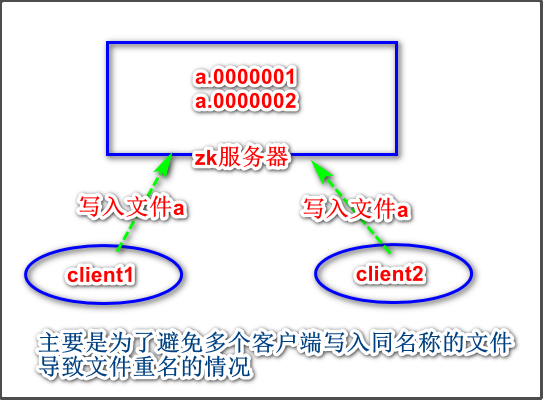 a.0000001
a.0000002
zk服务器
写入文件a
写入文件a
client1
client2
主要是为了避免多个客户端写入同名称的文件
导致文件重名的情况